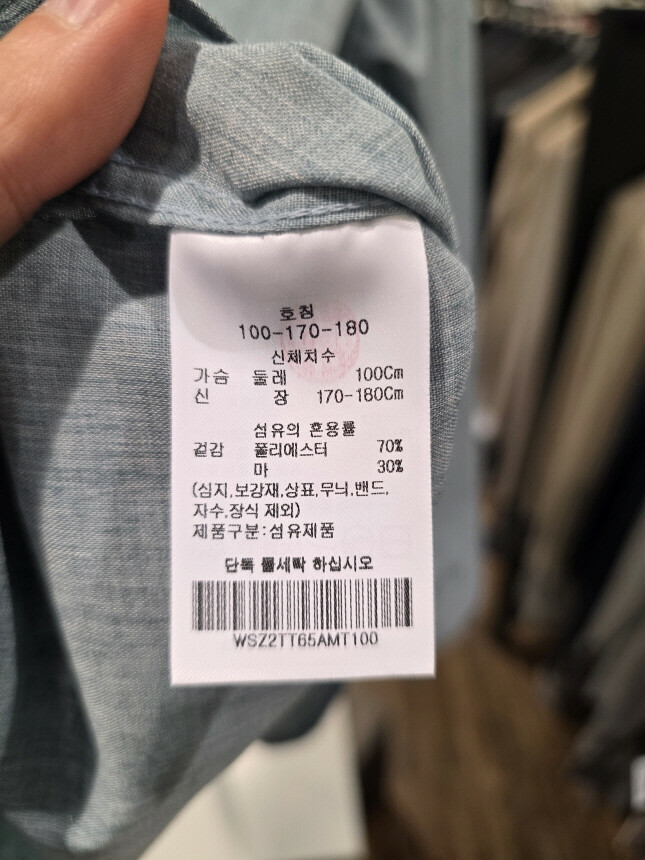 호칭
100-170-180
신체치수
가슴 둘레 100Cm
신 장 170-180Cm
섬유의 혼용률
겉감 폴리에스터 70%
마 30%
(심지,보강재,상표,무늬,밴드,
자수,장식 제외)
제품구분:섬유제품
단독 물세탁 하십시오
WSZ2TT65AMT100